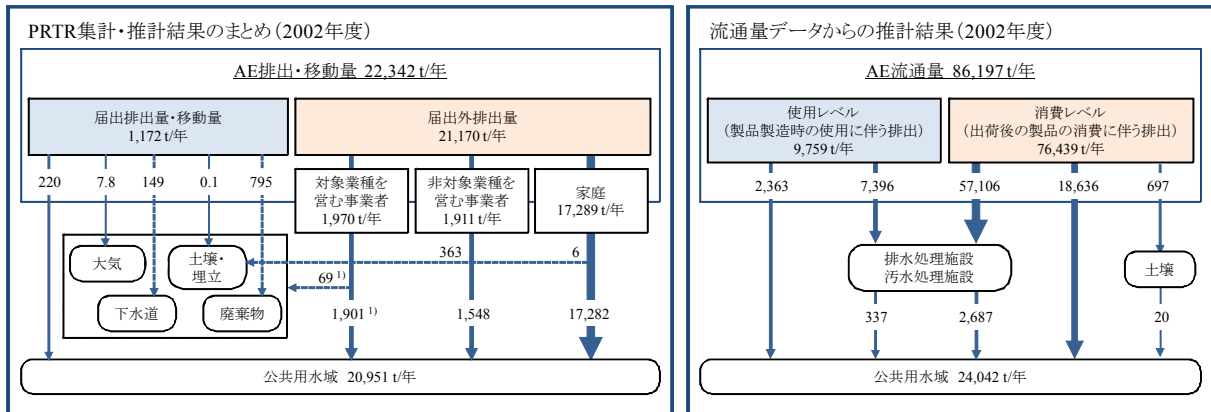 PRTR集計・推計結果のまとめ（2002年度）
AE排出・移動量 22,342 t/年
届出排出量・移動量
1,172 t/年
届出外排出量
21,170 t/年
220
7.8
149
0.1
795
対象業種を
営む事業者
1,970 t/年
非対象業種を
営む事業者
1,911 t/年
家庭
17,289 t/年
大気
土壌・
埋立
363
6
69 1)
下水道
廃棄物
1,901 1)
1,548
17,282
公共用水域 20,951 t/年
流通量データからの推計結果（2002年度）
AE流通量 86,197 t/年
使用レベル
（製品製造時の使用に伴う排出）
9,759 t/年
消費レベル
（出荷後の製品の消費に伴う排出）
76,439 t/年
2,363
7,396
57,106
18,636
697
排水処理施設
汚水処理施設
土壌
337
2,687
20
公共用水域 24,042 t/年